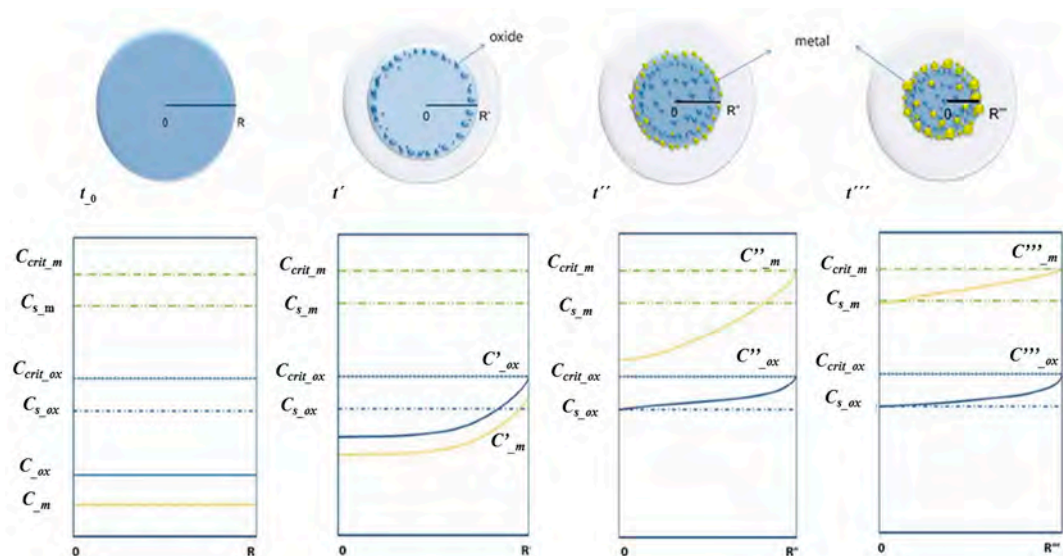 oxide
metal
0 R
0 R'
0 R''
0 R'''
t_0
t'
t''
t'''
C_crit_m
C_s_m
C_crit_ox
C_s_ox
C_ox
C_m
0 R
C_crit_m
C_s_m
C_crit_ox
C'_ox
C_s_ox
C'_m
0 R'
C_crit_m
C''_m
C_s_m
C''_ox
C_crit_ox
C_s_ox
0 R''
C_crit_m
C'''_m
C_s_m
C'''_ox
C_crit_ox
C_s_ox
0 R'''